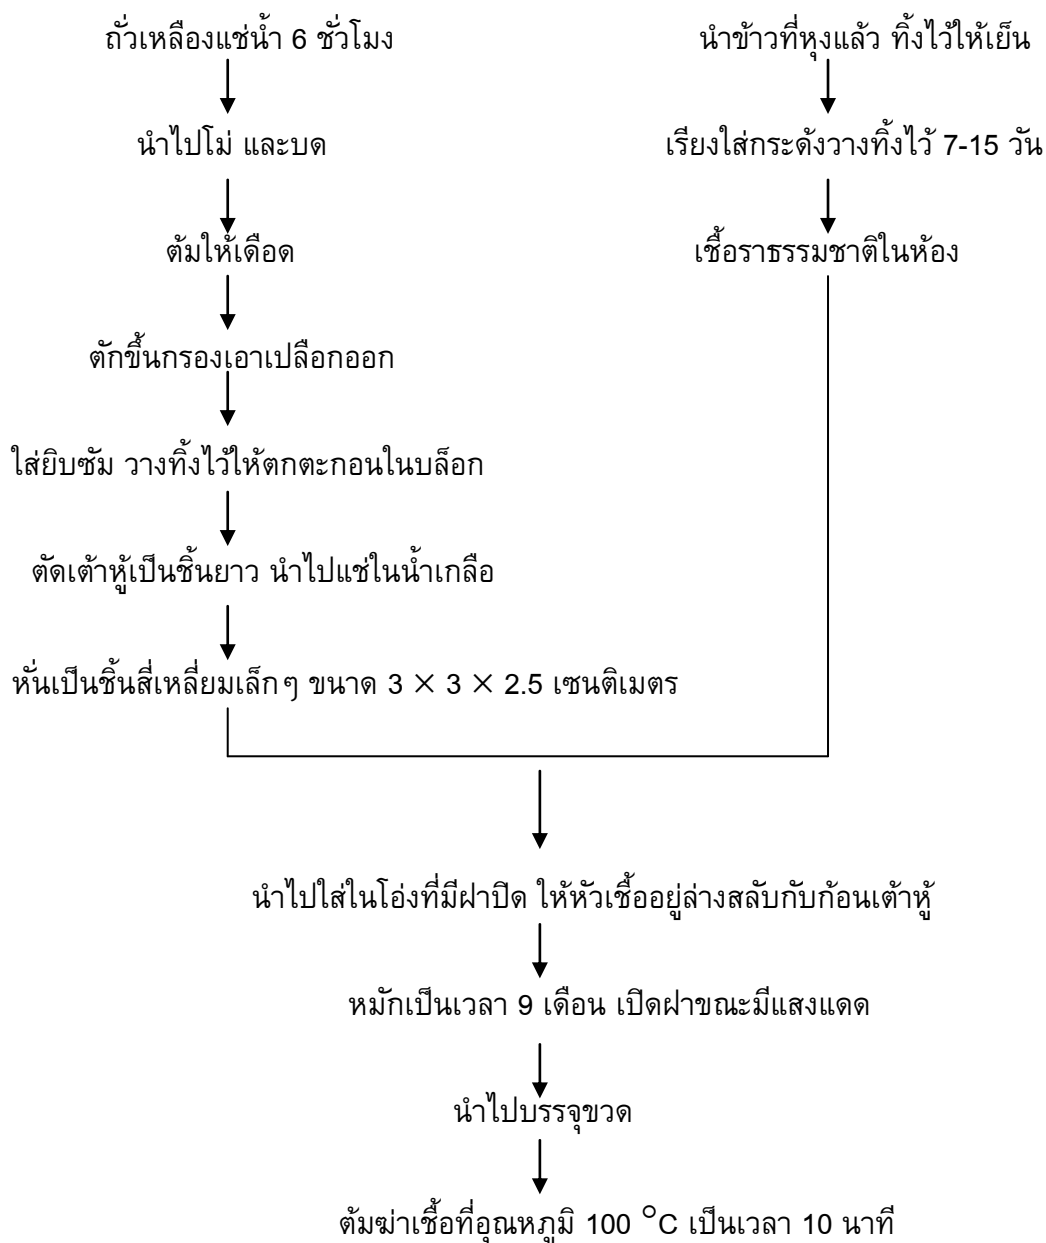 ถั่วเหลืองแช่น้ำ 6 ชั่วโมง
นำไปโม่ และบด
ต้มให้เดือด
ตักขึ้นกรองเอาเปลือกออก
ใส่ยิบซัม วางทิ้งไว้ให้ตกตะกอนในบล็อก
ตัดเต้าหู้เป็นชิ้นยาว นำไปแช่ในน้ำเกลือ
หั่นเป็นชิ้นสี่เหลี่ยมเล็กๆ ขนาด 3 × 3 × 2.5 เซนติเมตร
นำข้าวที่หุงแล้ว ทิ้งไว้ให้เย็น
เรียงใส่กระด้งวางทิ้งไว้ 7-15 วัน
เชื้อราธรรมชาติในห้อง
นำไปใส่ในโอ่งที่มีฝาปิด ให้หัวเชื้ออยู่ล่างสลับกับก้อนเต้าหู้
หมักเป็นเวลา 9 เดือน เปิดฝาขณะมีแสงแดด
นำไปบรรจุขวด
ต้มฆ่าเชื้อที่อุณหภูมิ 100 °C เป็นเวลา 10 นาที